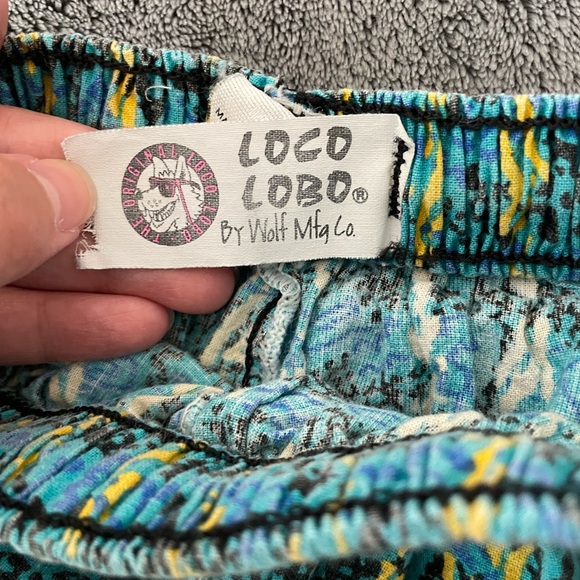 THE ORIGINAL LOCO LOBO
LOCO
LOBO®
By Wolf Mfg Co.